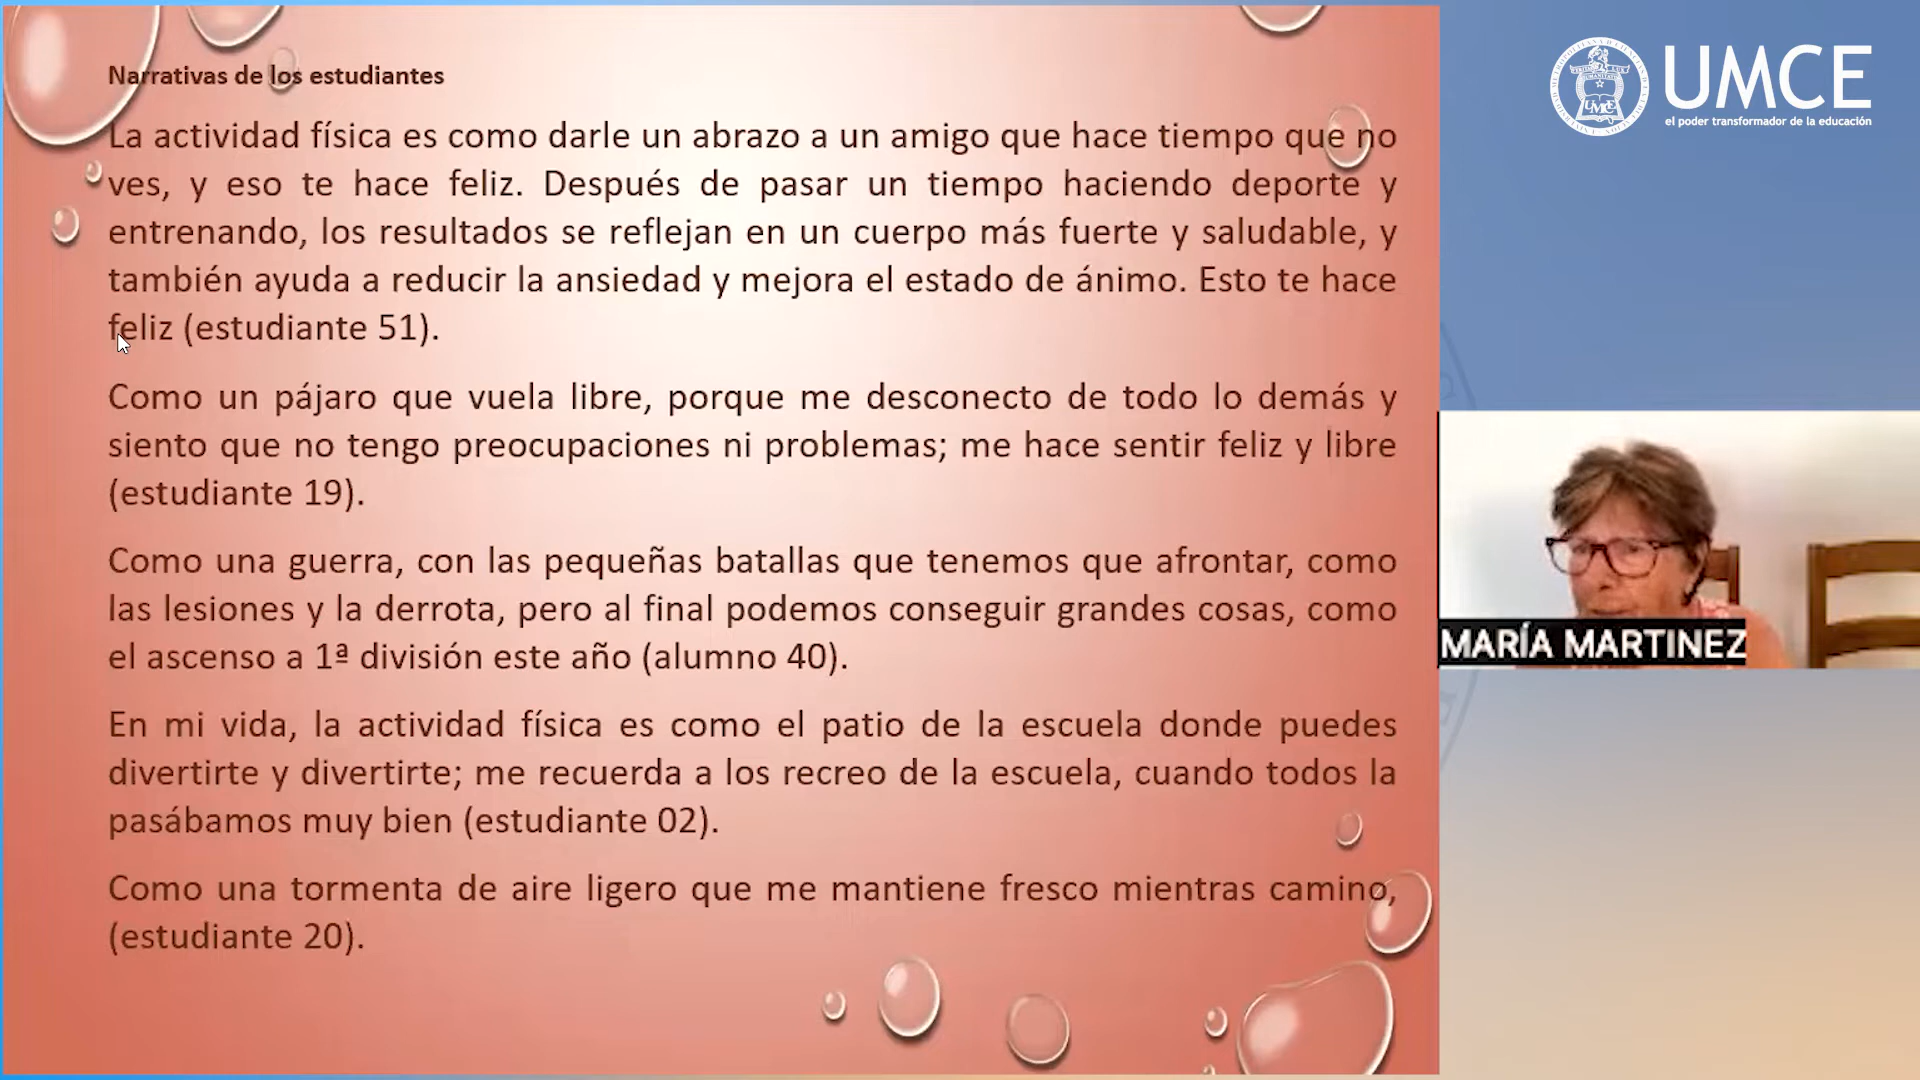 Narrativas de los estudiantes
La actividad física es como darle un abrazo a un amigo que hace tiempo que no
ves, y eso te hace feliz. Después de pasar un tiempo haciendo deporte y
entrenando, los resultados se reflejan en un cuerpo más fuerte y saludable, y
también ayuda a reducir la ansiedad y mejora el estado de ánimo. Esto te hace
feliz (estudiante 51).
Como un pájaro que vuela libre, porque me desconecto de todo lo demás y
siento que no tengo preocupaciones ni problemas; me hace sentir feliz y libre
(estudiante 19).
Como una guerra, con las pequeñas batallas que tenemos que afrontar, como
las lesiones y la derrota, pero al final podemos conseguir grandes cosas, como
el ascenso a 1ª división este año (alumno 40).
En mi vida, la actividad física es como el patio de la escuela donde puedes
divertirte y divertirte; me recuerda a los recreo de la escuela, cuando todos la
pasábamos muy bien (estudiante 02).
Como una tormenta de aire ligero que me mantiene fresco mientras camino,
(estudiante 20).
UMCE
el poder transformador de la educación
MARÍA MARTINEZ